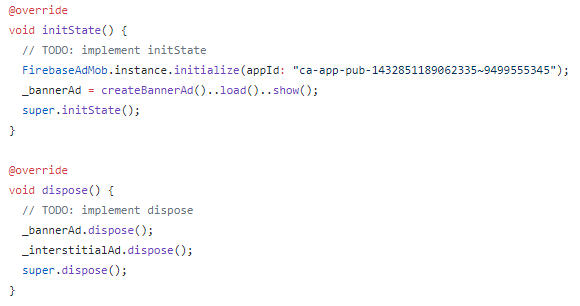 @override
void initState() {
// TODO: implement initState
FirebaseAdMob.instance.initialize(appId: "ca-app-pub-1432851189062335~9499555345");
_bannerAd = createBannerAd()..load()..show();
super.initState();
}
@override
void dispose() {
// TODO: implement dispose
_bannerAd.dispose();
_interstitialAd.dispose();
super.dispose();
}